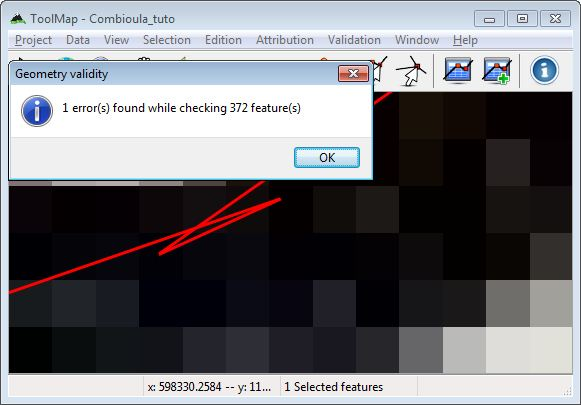 ToolMap - Combioula_tuto
Project Data View Selection Edition Attribution Validation Window Help
Geometry validity
1 error(s) found while checking 372 feature(s)
OK
x: 598330.2584 -- y: 11... 1 Selected features